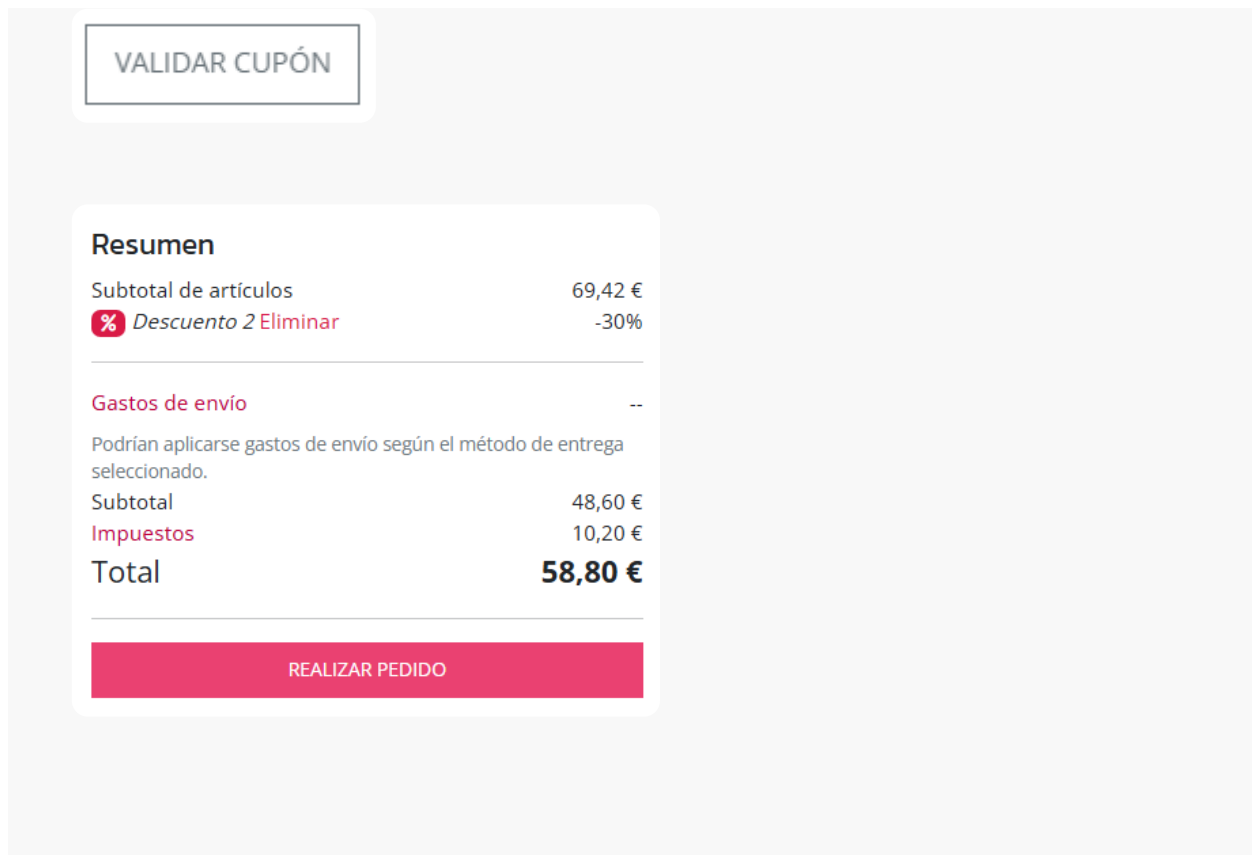 VALIDAR CUPÓN
Resumen
Subtotal de artículos 69,42 €
% Descuento 2 Eliminar -30%
Gastos de envío --
Podrían aplicarse gastos de envío según el método de entrega
seleccionado.
Subtotal 48,60 €
Impuestos 10,20 €
Total 58,80 €
REALIZAR PEDIDO